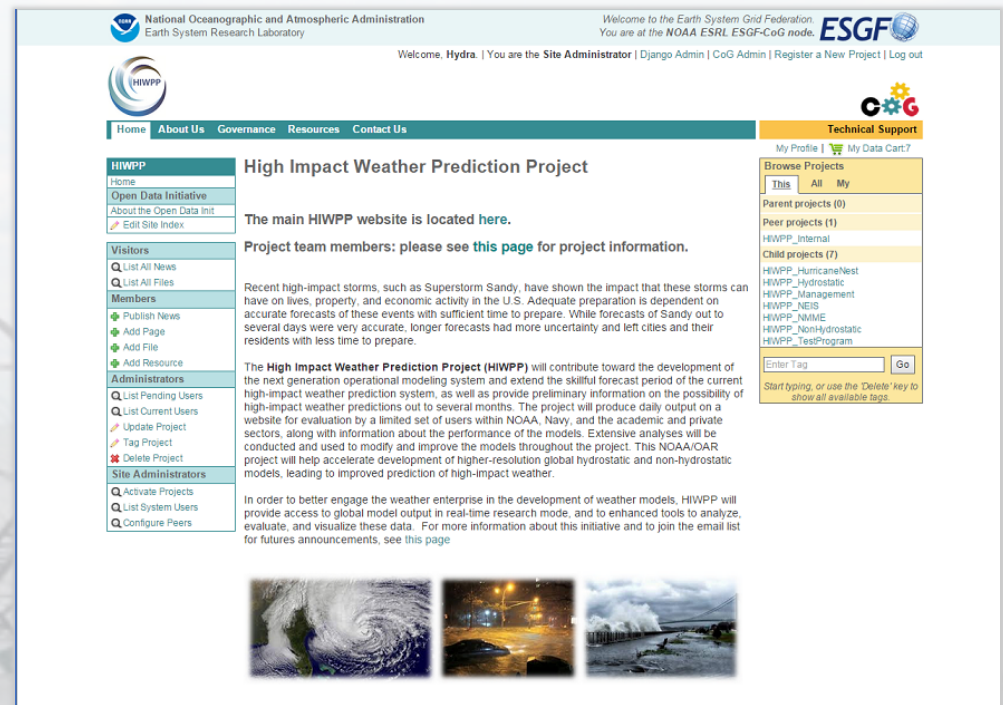 National Oceanographic and Atmospheric Administration
Earth System Research Laboratory
Welcome to the Earth System Grid Federation.
You are at the NOAA ESRL ESGF-CoG node.
ESGF
Welcome, Hydra. | You are the Site Administrator | Django Admin | CoG Admin | Register a New Project | Log out
HIWPP
COG
Home About Us Governance Resources Contact Us
Technical Support
My Profile | My Data Cart:7
HIWPP
Home
Open Data Initiative
About the Open Data Init
Edit Site Index
Visitors
List All News
List All Files
Members
Publish News
Add Page
Add File
Add Resource
Administrators
List Pending Users
List Current Users
Update Project
Tag Project
Delete Project
Site Administrators
Activate Projects
List System Users
Configure Peers
High Impact Weather Prediction Project
The main HIWPP website is located here.
Project team members: please see this page for project information.
Recent high-impact storms, such as Superstorm Sandy, have shown the impact that these storms can
have on lives, property, and economic activity in the U.S. Adequate preparation is dependent on
accurate forecasts of these events with sufficient time to prepare. While forecasts of Sandy out to
several days were very accurate, longer forecasts had more uncertainty and left cities and their
residents with less time to prepare.
The High Impact Weather Prediction Project (HIWPP) will contribute toward the development of
the next generation operational modeling system and extend the skillful forecast period of the current
high-impact weather prediction system, as well as provide preliminary information on the possibility of
high-impact weather predictions out to several months. The project will produce daily output on a
website for evaluation by a limited set of users within NOAA, Navy, and the academic and private
sectors, along with information about the performance of the models. Extensive analyses will be
conducted and used to modify and improve the models throughout the project. This NOAA/OAR
project will help accelerate development of higher-resolution global hydrostatic and non-hydrostatic
models, leading to improved prediction of high-impact weather.
In order to better engage the weather enterprise in the development of weather models, HIWPP will
provide access to global model output in real-time research mode, and to enhanced tools to analyze,
evaluate, and visualize these data. For more information about this initiative and to join the email list
for futures announcements, see this page
Browse Projects
This All My
Parent projects (0)
Peer projects (1)
HIWPP_Internal
Child projects (7)
HIWPP_HurricaneNest
HIWPP_Hydrostatic
HIWPP_Management
HIWPP_NEIS
HIWPP_NMME
HIWPP_NonHydrostatic
HIWPP_TestProgram
Enter Tag Go
Start typing, or use the 'Delete' key to
show all available tags.